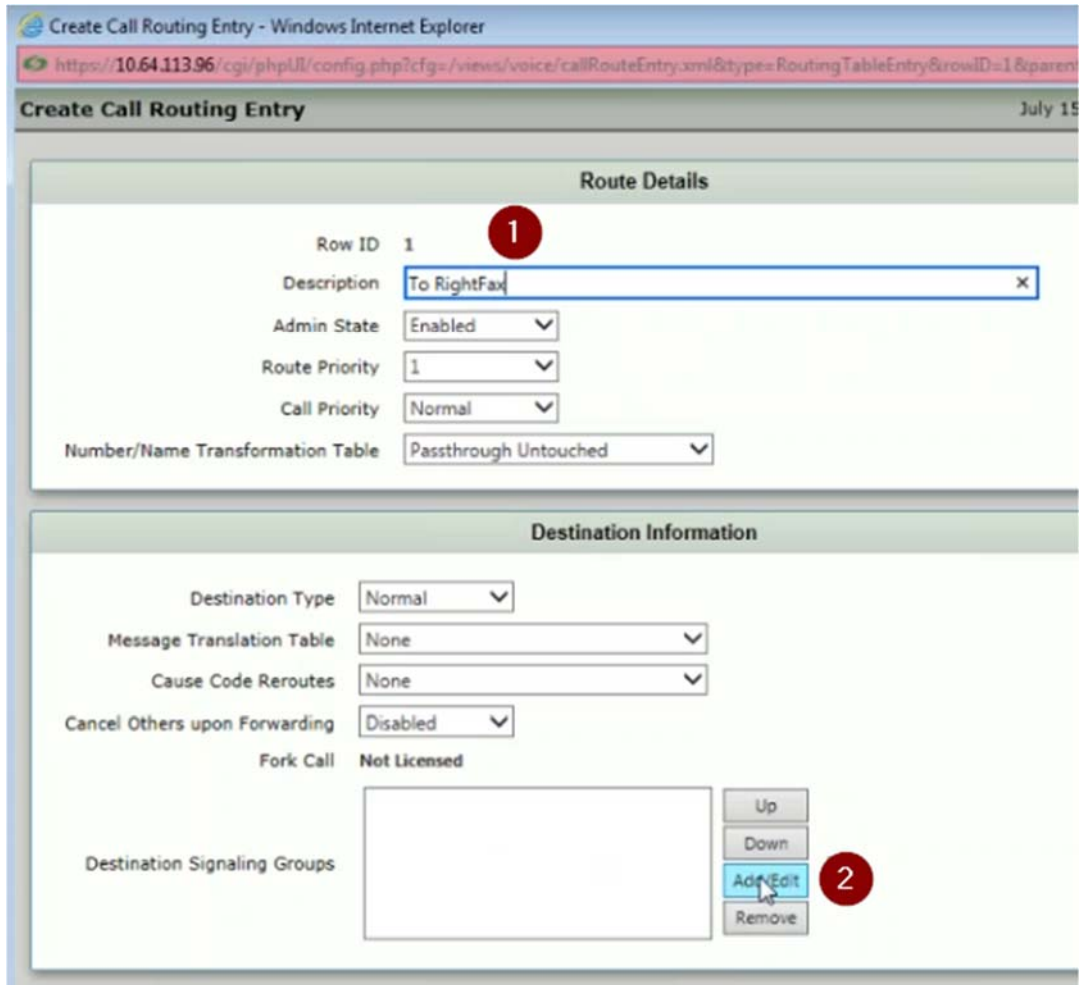 Create Call Routing Entry - Windows Internet Explorer
https://10.64.113.96/cgi/phpUI/config.php?cfg=/views/voice/callRouteEntry.xml&type=RoutingTableEntry&rowID=1&parent
Create Call Routing Entry July 15
Route Details
1
Row ID 1
Description To RightFax ×
Admin State Enabled
Route Priority 1
Call Priority Normal
Number/Name Transformation Table Passthrough Untouched
Destination Information
Destination Type Normal
Message Translation Table None
Cause Code Reroutes None
Cancel Others upon Forwarding Disabled
Fork Call Not Licensed
Up
Down
Destination Signaling Groups
Add/Edit 2
Remove